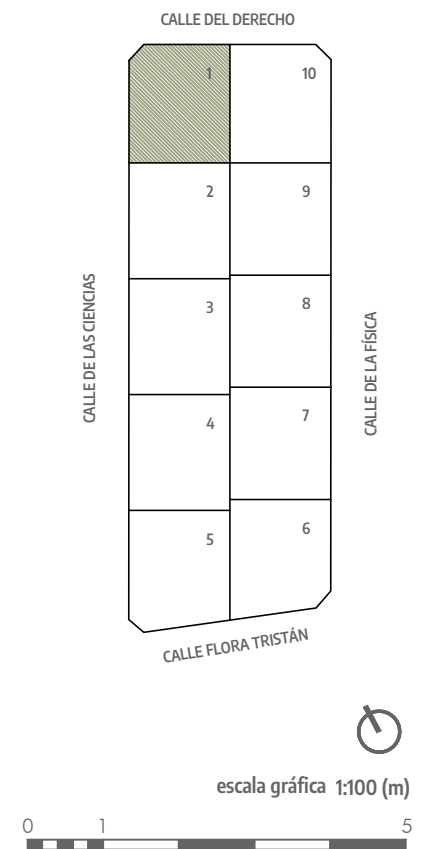 CALLE DEL DERECHO
1
10
2
9
3
8
4
7
5
6
CALLE DE LAS CIENCIAS
CALLE DE LA FÍSICA
CALLE FLORA TRISTÁN
escala gráfica 1:100 (m)
0 1 5